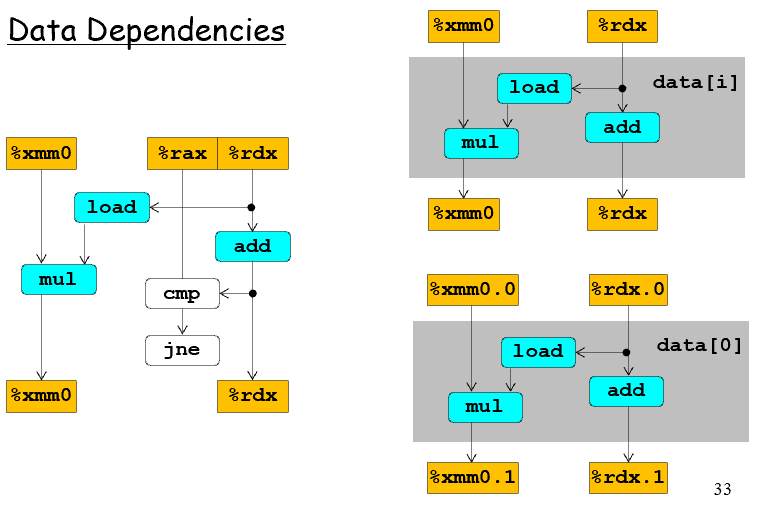 Data Dependencies
%xmm0
%rax
%rdx
load
add
mul
cmp
jne
%xmm0
%rdx
%xmm0
%rdx
load
data[i]
add
mul
%xmm0
%rdx
%xmm0.0
%rdx.0
load
data[0]
add
mul
%xmm0.1
%rdx.1
33